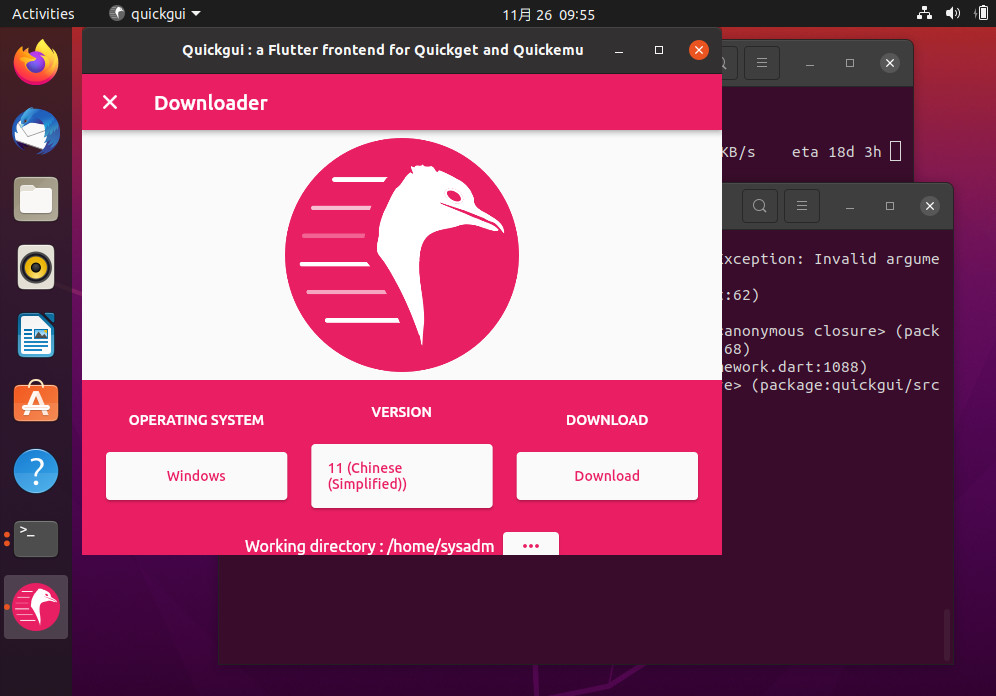 Activities
quickgui
11月 26 09:55
Quickgui : a Flutter frontend for Quickget and Quickemu
Downloader
KB/s eta 18d 3h
xception: Invalid argume
:62)
anonymous closure> (pack
68)
ework.dart:1088)
e> (package:quickgui/src
OPERATING SYSTEM
VERSION
DOWNLOAD
Windows
11 (Chinese
(Simplified))
Download
Working directory : /home/sysadm
...
>_
?